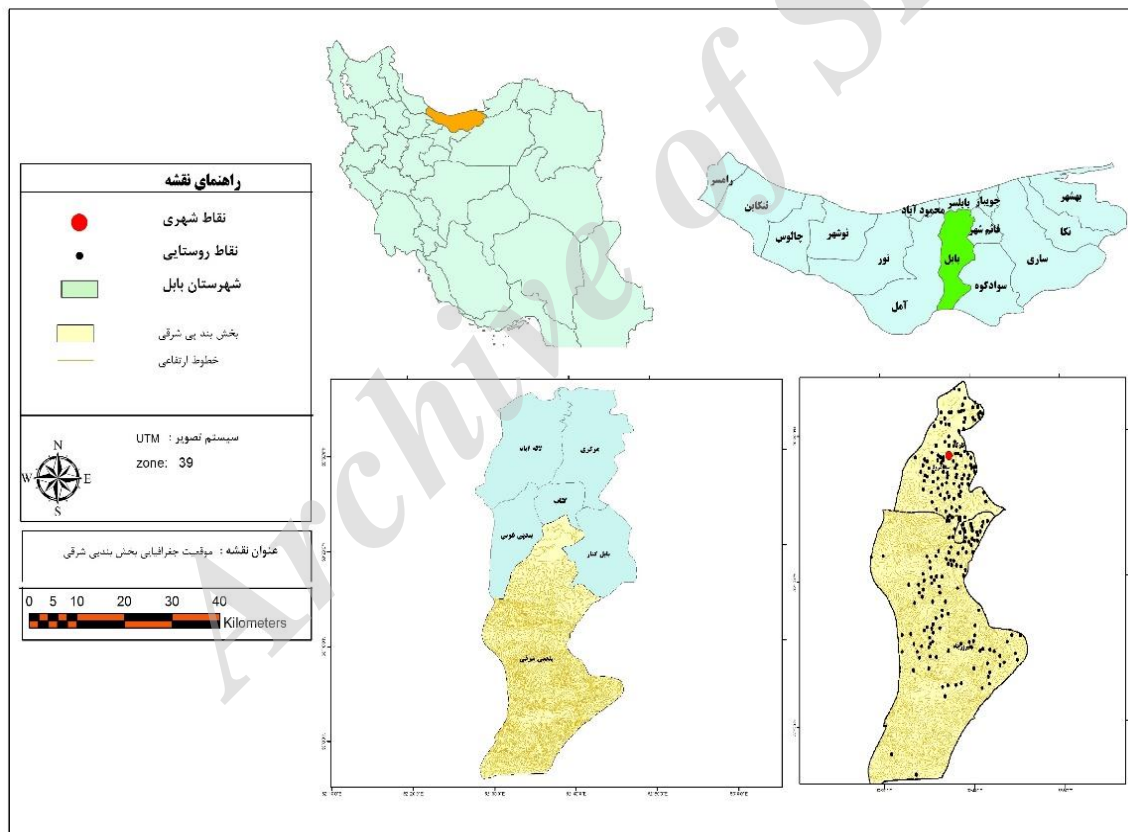 راهنمای نقشه
نقاط شهری
نقاط روستایی
شهرستان بابل
بخش بند پی شرقی
خطوط ارتفاعی
سیستم تصویر : UTM
zone: 39
N
W E
S
عنوان نقشه : موقعیت جغرافیایی بخش بندپی شرقی
0 5 10 20 30 40
Kilometers
رامسر
تنکابن
چالوس
نوشهر
نور
آمل
محمود آباد
بابلسر
جویبار
قائم شهر
بابل
سوادکوه
ساری
نکا
بهشهر
لاله آباد
مرکزی
گتاب
بابل کنار
بندپی شرقی
Archive of S